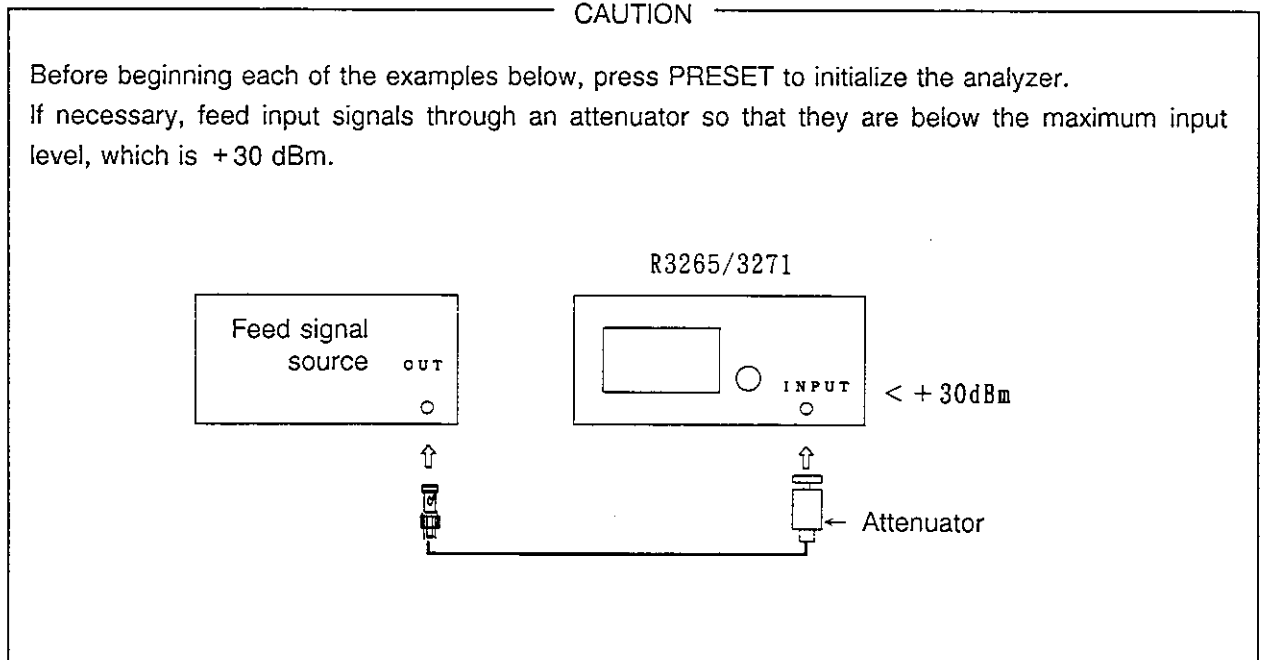 CAUTION
Before beginning each of the examples below, press PRESET to initialize the analyzer.
If necessary, feed input signals through an attenuator so that they are below the maximum input
level, which is +30 dBm.
R3265/3271
Feed signal
source OUT
INPUT < +30dBm
← Attenuator